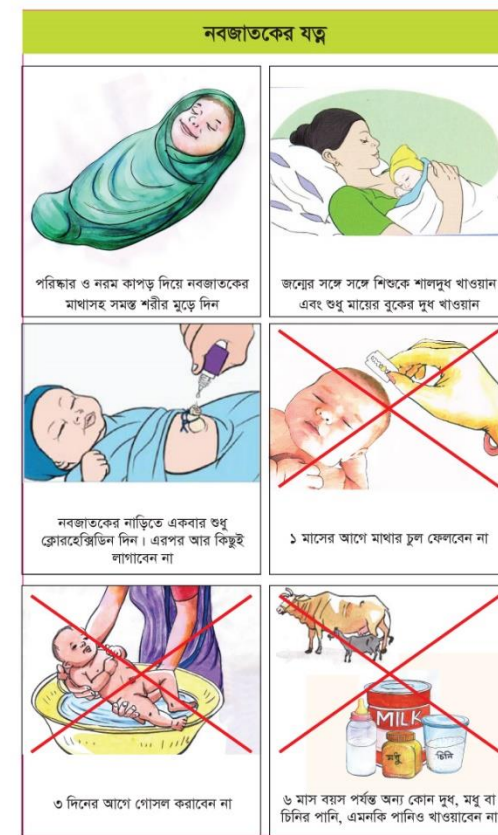 নবজাতকের যত্ন
পরিষ্কার ও নরম কাপড় দিয়ে নবজাতকের
মাথাসহ সমস্ত শরীর মুড়ে দিন
জন্মের সঙ্গে সঙ্গে শিশুকে শালদুধ খাওয়ান
এবং শুধু মায়ের বুকের দুধ খাওয়ান
নবজাতকের নাড়িতে একবার শুধু
ক্লোরহেক্সিডিন দিন। এরপর আর কিছুই
লাগাবেন না
১ মাসের আগে মাথার চুল ফেলবেন না
৩ দিনের আগে গোসল করাবেন না
MILK
মধু
চিনি
৬ মাস বয়স পর্যন্ত অন্য কোন দুধ, মধু বা
চিনির পানি, এমনকি পানিও খাওয়াবেন না